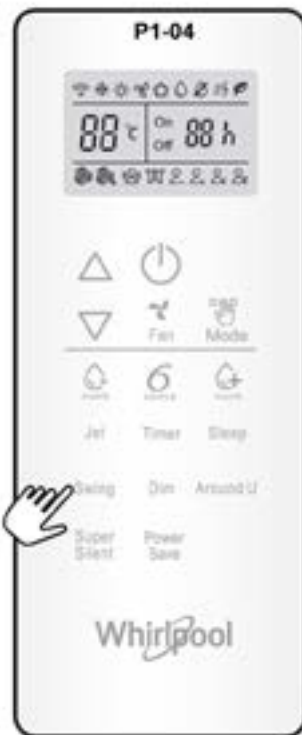 P1-04
88 °C On Off 88 h
Fan Mode
6
Jet Timer Sleep
Swing Dim Around U
Super Silent Power Save
Whirlpool